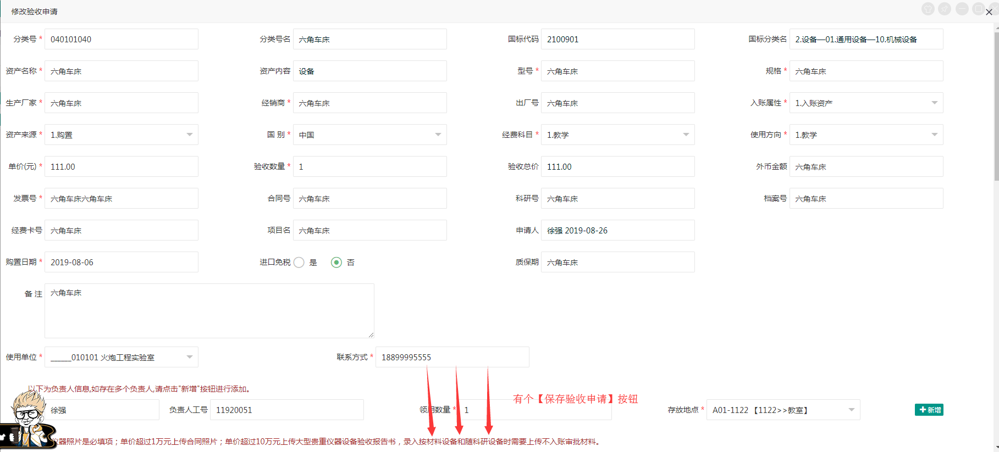 修改验收申请
分类号 * 040101040 分类号名 六角车床 国标代码 2100901 国标分类名 2.设备—01.通用设备—10.机械设备
资产名称 * 六角车床 资产内容 设备 型号 * 六角车床 规格 * 六角车床
生产厂家 * 六角车床 经销商 * 六角车床 出厂号 六角车床 入账属性 * 1.入账资产
资产来源 * 1.购置 国 别 * 中国 经费科目 * 1.教学 使用方向 * 1.教学
单价(元) * 111.00 验收数量 * 1 验收总价 111.00 外币金额 六角车床
发票号 * 六角车床六角车床 合同号 六角车床 科研号 六角车床 档案号 六角车床
经费卡号 六角车床 项目名 六角车床 申请人 徐强 2019-08-26
购置日期 * 2019-08-06 进口免税 是 否 质保期 六角车床
备 注 六角车床
使用单位 * ______010101 火炮工程实验室 联系方式 * 18899995555
以下为负责人信息,如存在多个负责人,请点击"新增"按钮进行添加。
有个【保存验收申请】按钮
徐强 负责人工号 11920051 领用数量 * 1 存放地点 * A01-1122 【1122>>教室】 新增
仪器照片是必填项；单价超过1万元上传合同照片；单价超过10万元上传大型贵重仪器设备验收报告书，录入按材料设备和随科研设备时需要上传不入账审批材料。